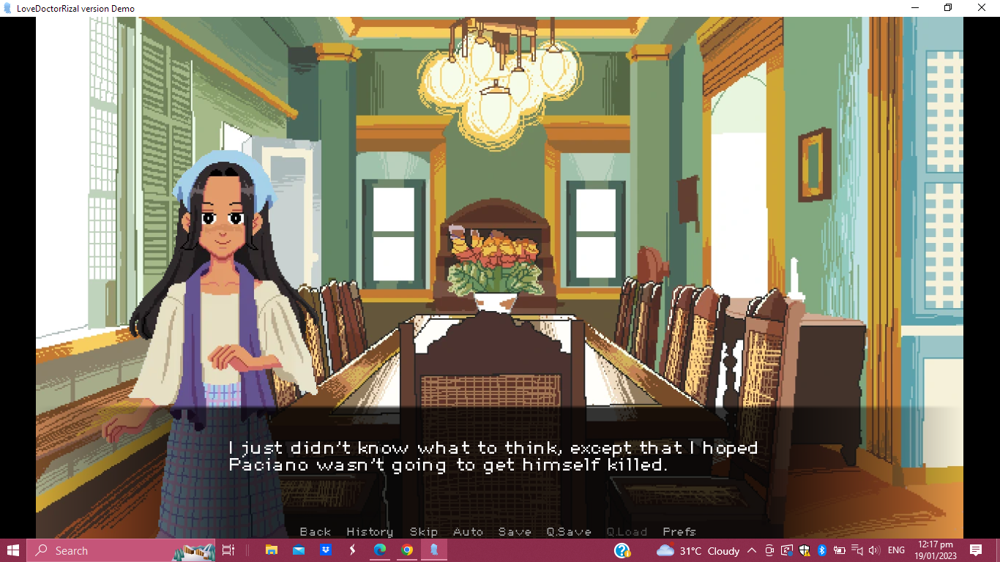 LoveDoctorRizal version Demo
I just didn't know what to think, except that I hoped
Paciano wasn't going to get himself killed.
Back History Skip Auto Save Q.Save Q.Load Prefs
Search
31°C Cloudy
ENG
12:17 pm
19/01/2023